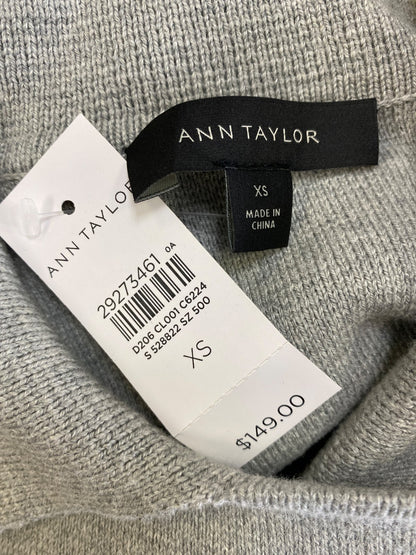 ANN TAYLOR
XS
MADE IN
CHINA
ANN TAYLOR
29273461 0A
D206 CL001 C6224
S 528822 SZ 500
XS
$149.00